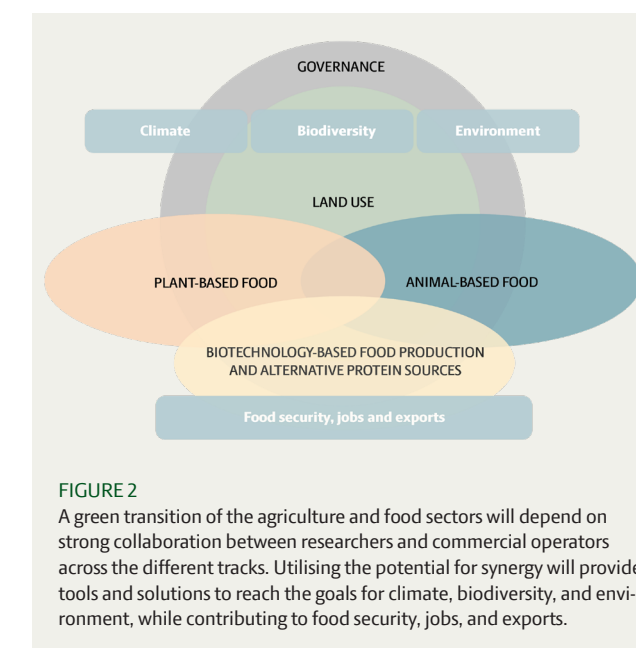 GOVERNANCE
Climate
Biodiversity
Environment
LAND USE
PLANT-BASED FOOD
ANIMAL-BASED FOOD
BIOTECHNOLOGY-BASED FOOD PRODUCTION
AND ALTERNATIVE PROTEIN SOURCES
Food security, jobs and exports
FIGURE 2
A green transition of the agriculture and food sectors will depend on
strong collaboration between researchers and commercial operators
across the different tracks. Utilising the potential for synergy will provide
tools and solutions to reach the goals for climate, biodiversity, and envi-
ronment, while contributing to food security, jobs, and exports.